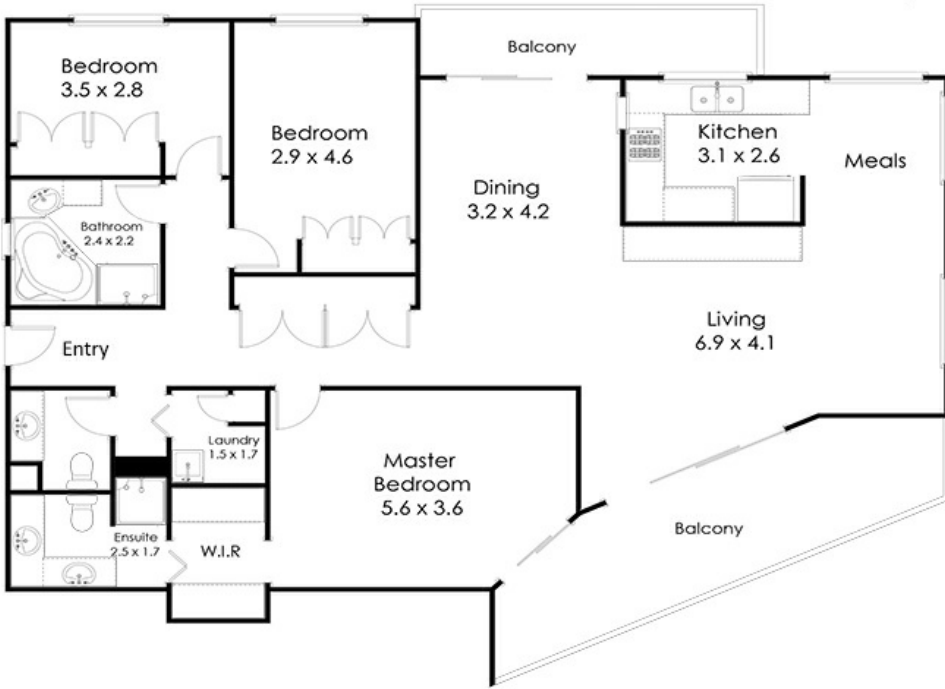 Balcony
Bedroom
3.5 x 2.8
Bedroom
2.9 x 4.6
Kitchen
3.1 x 2.6
Meals
Dining
3.2 x 4.2
Bathroom
2.4 x 2.2
Living
6.9 x 4.1
Entry
Laundry
1.5 x 1.7
Master
Bedroom
5.6 x 3.6
Balcony
Ensuite
2.5 x 1.7
W.I.R